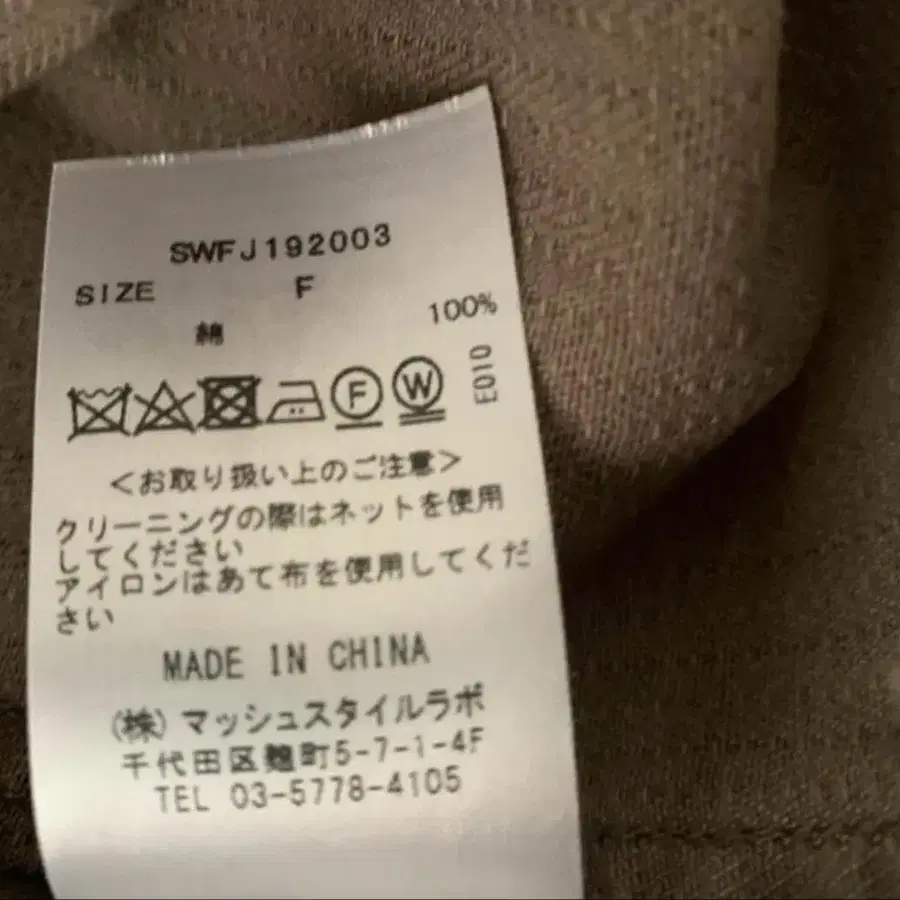 SWFJ192003
SIZE F
綿 100%
F W E010
<お取り扱い上のご注意>
クリーニングの際はネットを使用
してください
アイロンはあて布を使用してくだ
さい
MADE IN CHINA
(株)マッシュスタイルラボ
千代田区麹町5-7-1-4F
TEL 03-5778-4105